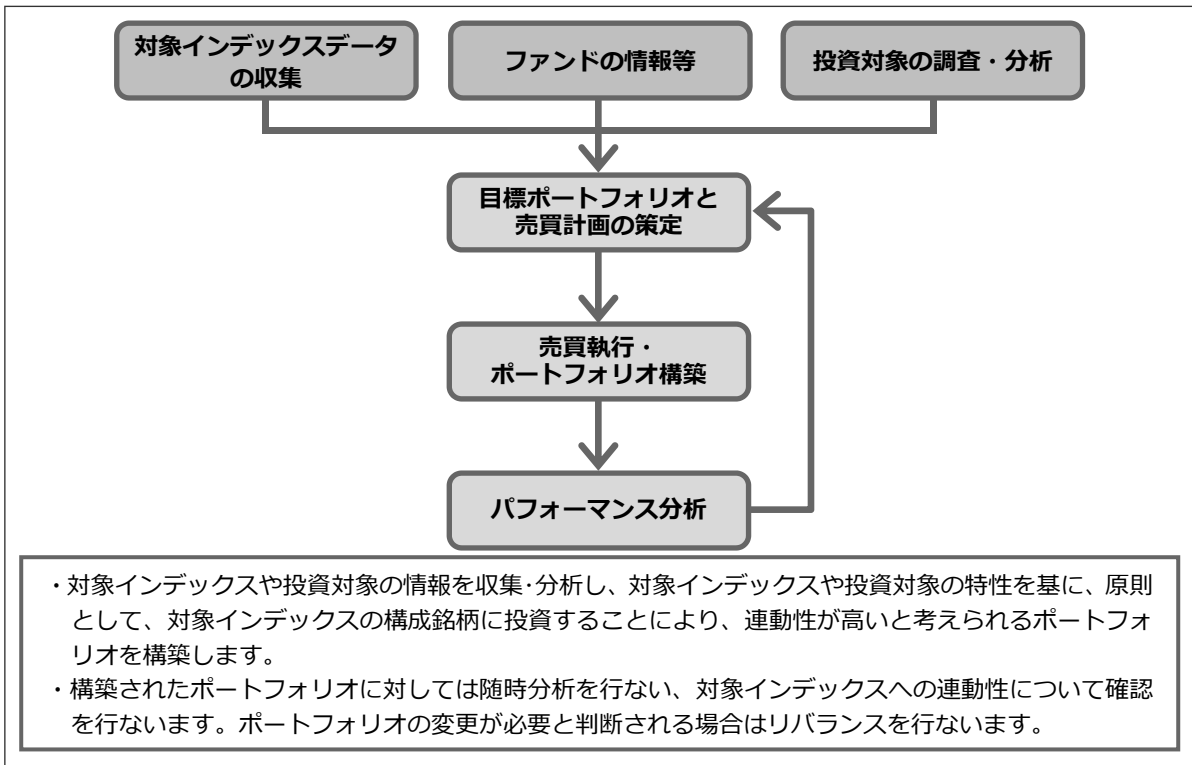 対象インデックスデータ
の収集
ファンドの情報等
投資対象の調査・分析
目標ポートフォリオと
売買計画の策定
売買執行・
ポートフォリオ構築
パフォーマンス分析
・対象インデックスや投資対象の情報を収集･分析し、対象インデックスや投資対象の特性を基に、原則
として、対象インデックスの構成銘柄に投資することにより、連動性が高いと考えられるポートフォ
リオを構築します。
・構築されたポートフォリオに対しては随時分析を行ない、対象インデックスへの連動性について確認
を行ないます。ポートフォリオの変更が必要と判断される場合はリバランスを行ないます。